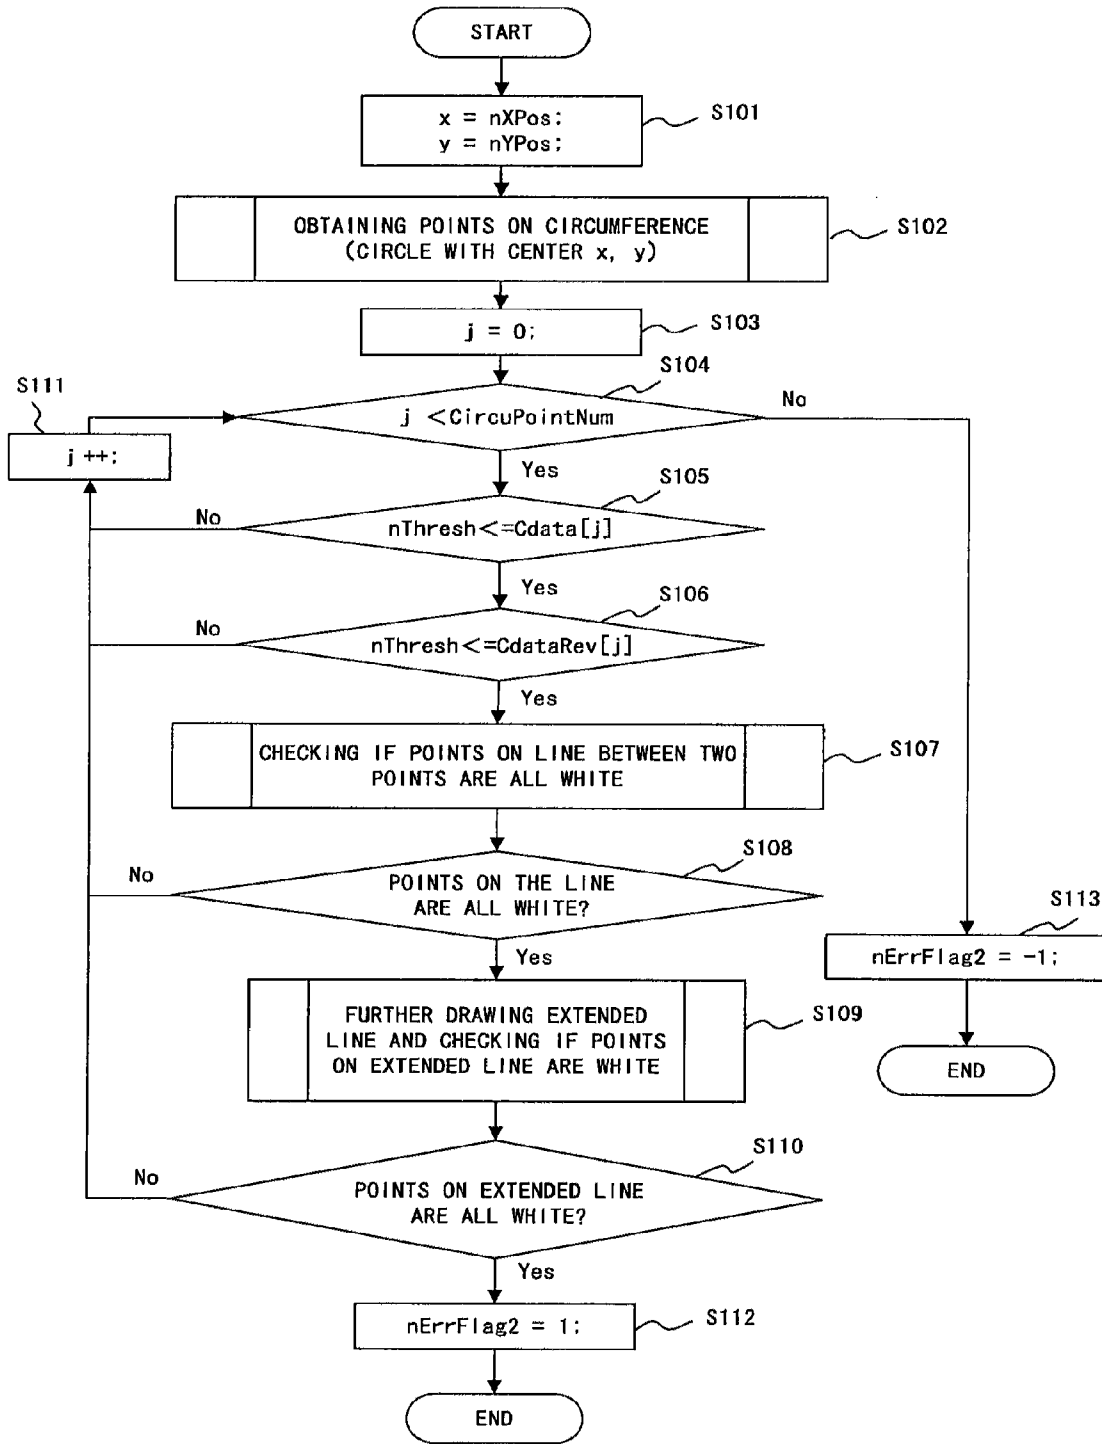 START
x = nXPos;
y = nYPos;
S101
OBTAINING POINTS ON CIRCUMFERENCE
(CIRCLE WITH CENTER x, y)
S102
j = 0;
S103
S104
S111
j <CircuPointNum
No
j ++;
Yes
S105
No
nThresh<=Cdata[j]
Yes
S106
No
nThresh<=CdataRev[j]
Yes
CHECKING IF POINTS ON LINE BETWEEN TWO
POINTS ARE ALL WHITE
S107
S108
No
POINTS ON THE LINE
ARE ALL WHITE?
S113
nErrFlag2 = -1;
Yes
FURTHER DRAWING EXTENDED
LINE AND CHECKING IF POINTS
ON EXTENDED LINE ARE WHITE
S109
END
S110
No
POINTS ON EXTENDED LINE
ARE ALL WHITE?
Yes
nErrFlag2 = 1;
S112
END